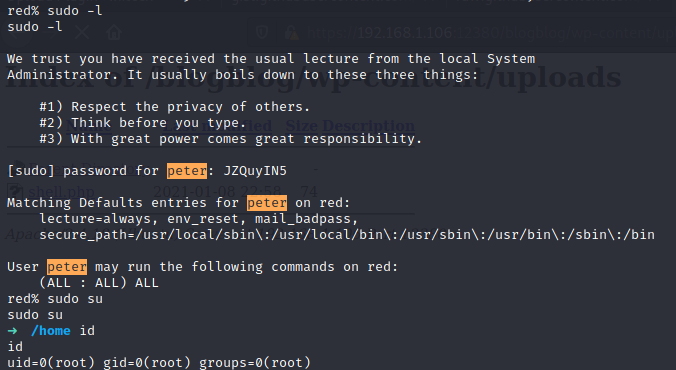 red% sudo -l
sudo -l
We trust you have received the usual lecture from the local System
Administrator. It usually boils down to these three things:
#1) Respect the privacy of others.
#2) Think before you type.
#3) With great power comes great responsibility.
[sudo] password for peter: JZQuyIN5
Matching Defaults entries for peter on red:
lecture=always, env_reset, mail_badpass,
secure_path=/usr/local/sbin\:/usr/local/bin\:/usr/sbin\:/usr/bin\:/sbin\:/bin
User peter may run the following commands on red:
(ALL : ALL) ALL
red% sudo su
sudo su
➜ /home id
id
uid=0(root) gid=0(root) groups=0(root)